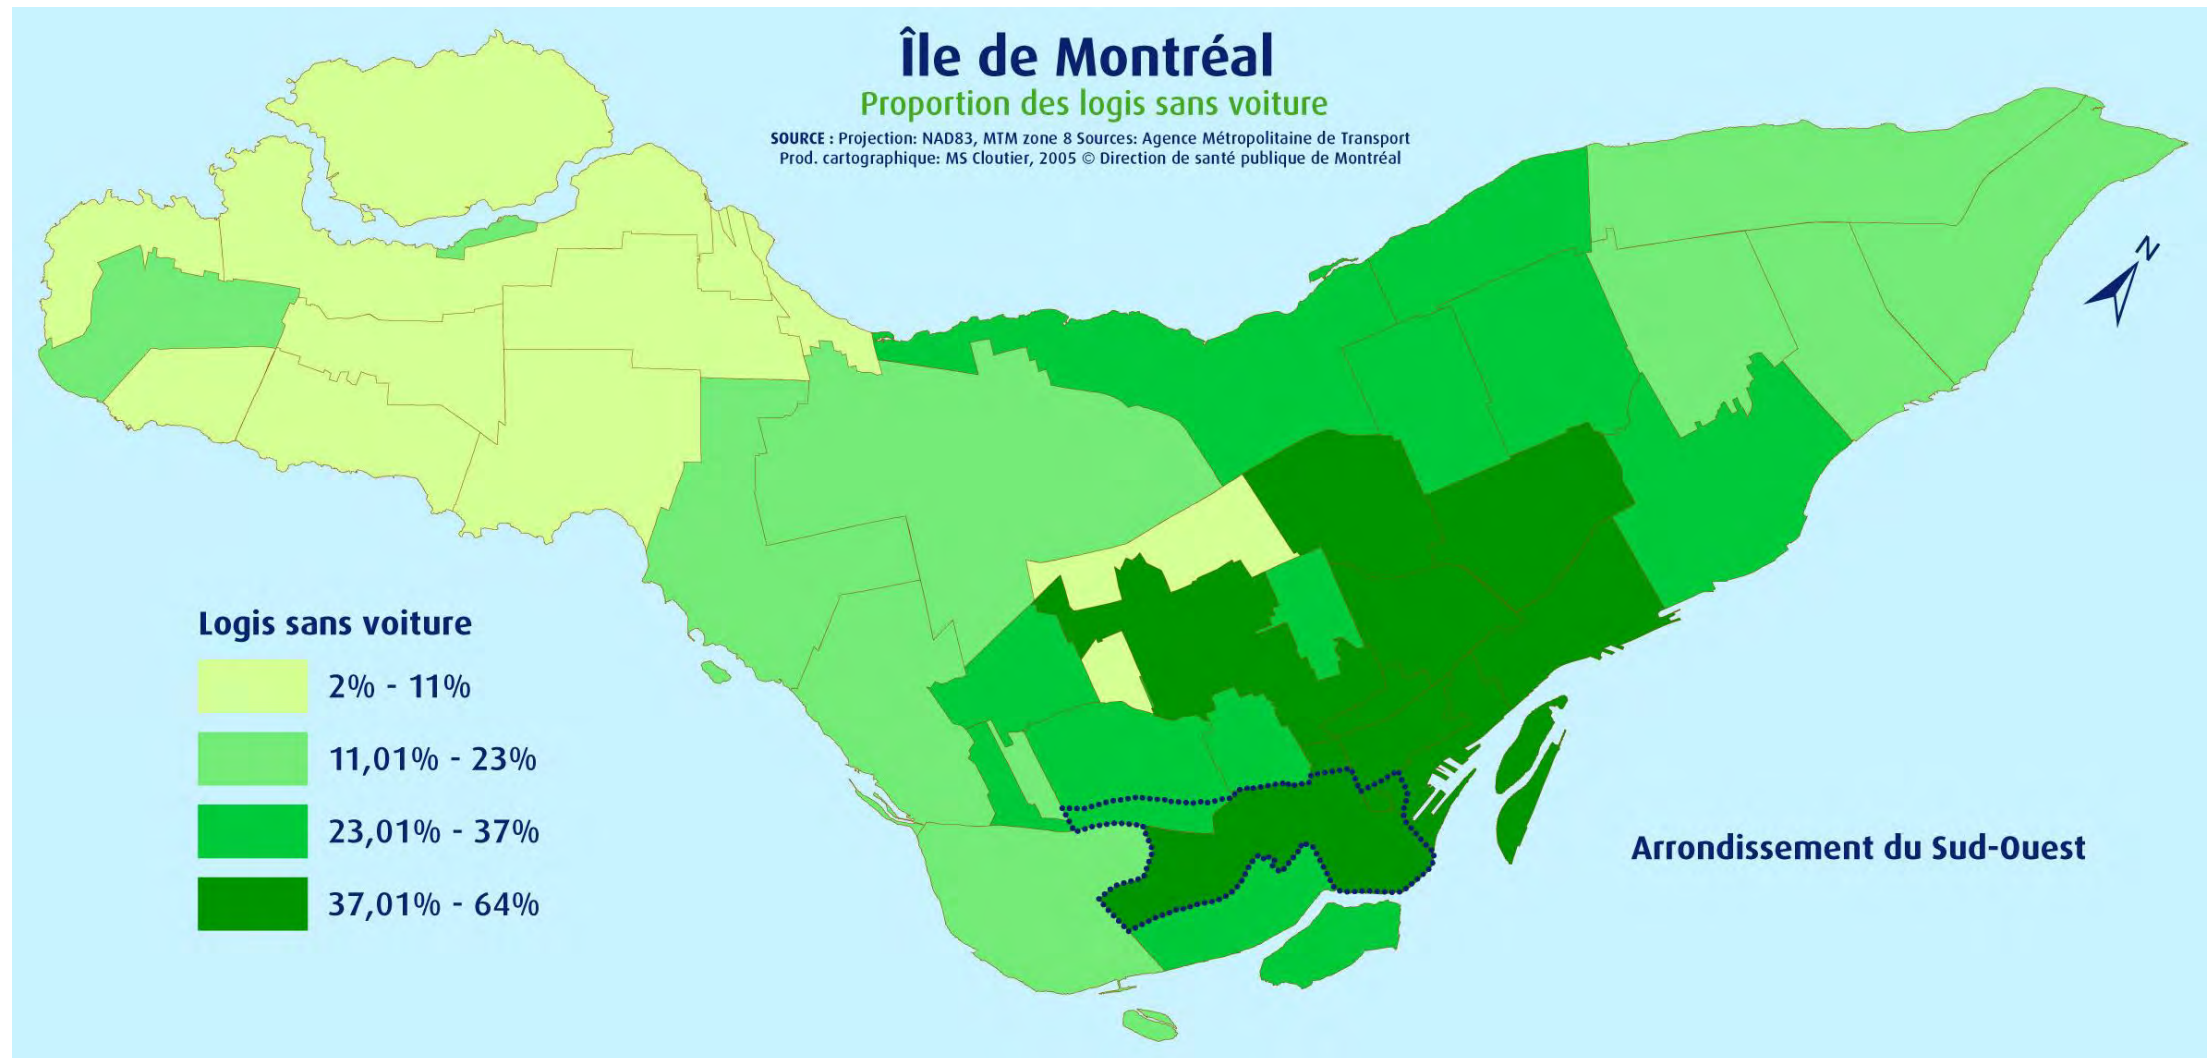 Île de Montréal
Proportion des logis sans voiture
SOURCE : Projection: NAD83, MTM zone 8 Sources: Agence Métropolitaine de Transport
Prod. cartographique: MS Cloutier, 2005 © Direction de santé publique de Montréal
N
Logis sans voiture
2% - 11%
11,01% - 23%
23,01% - 37%
37,01% - 64%
Arrondissement du Sud-Ouest